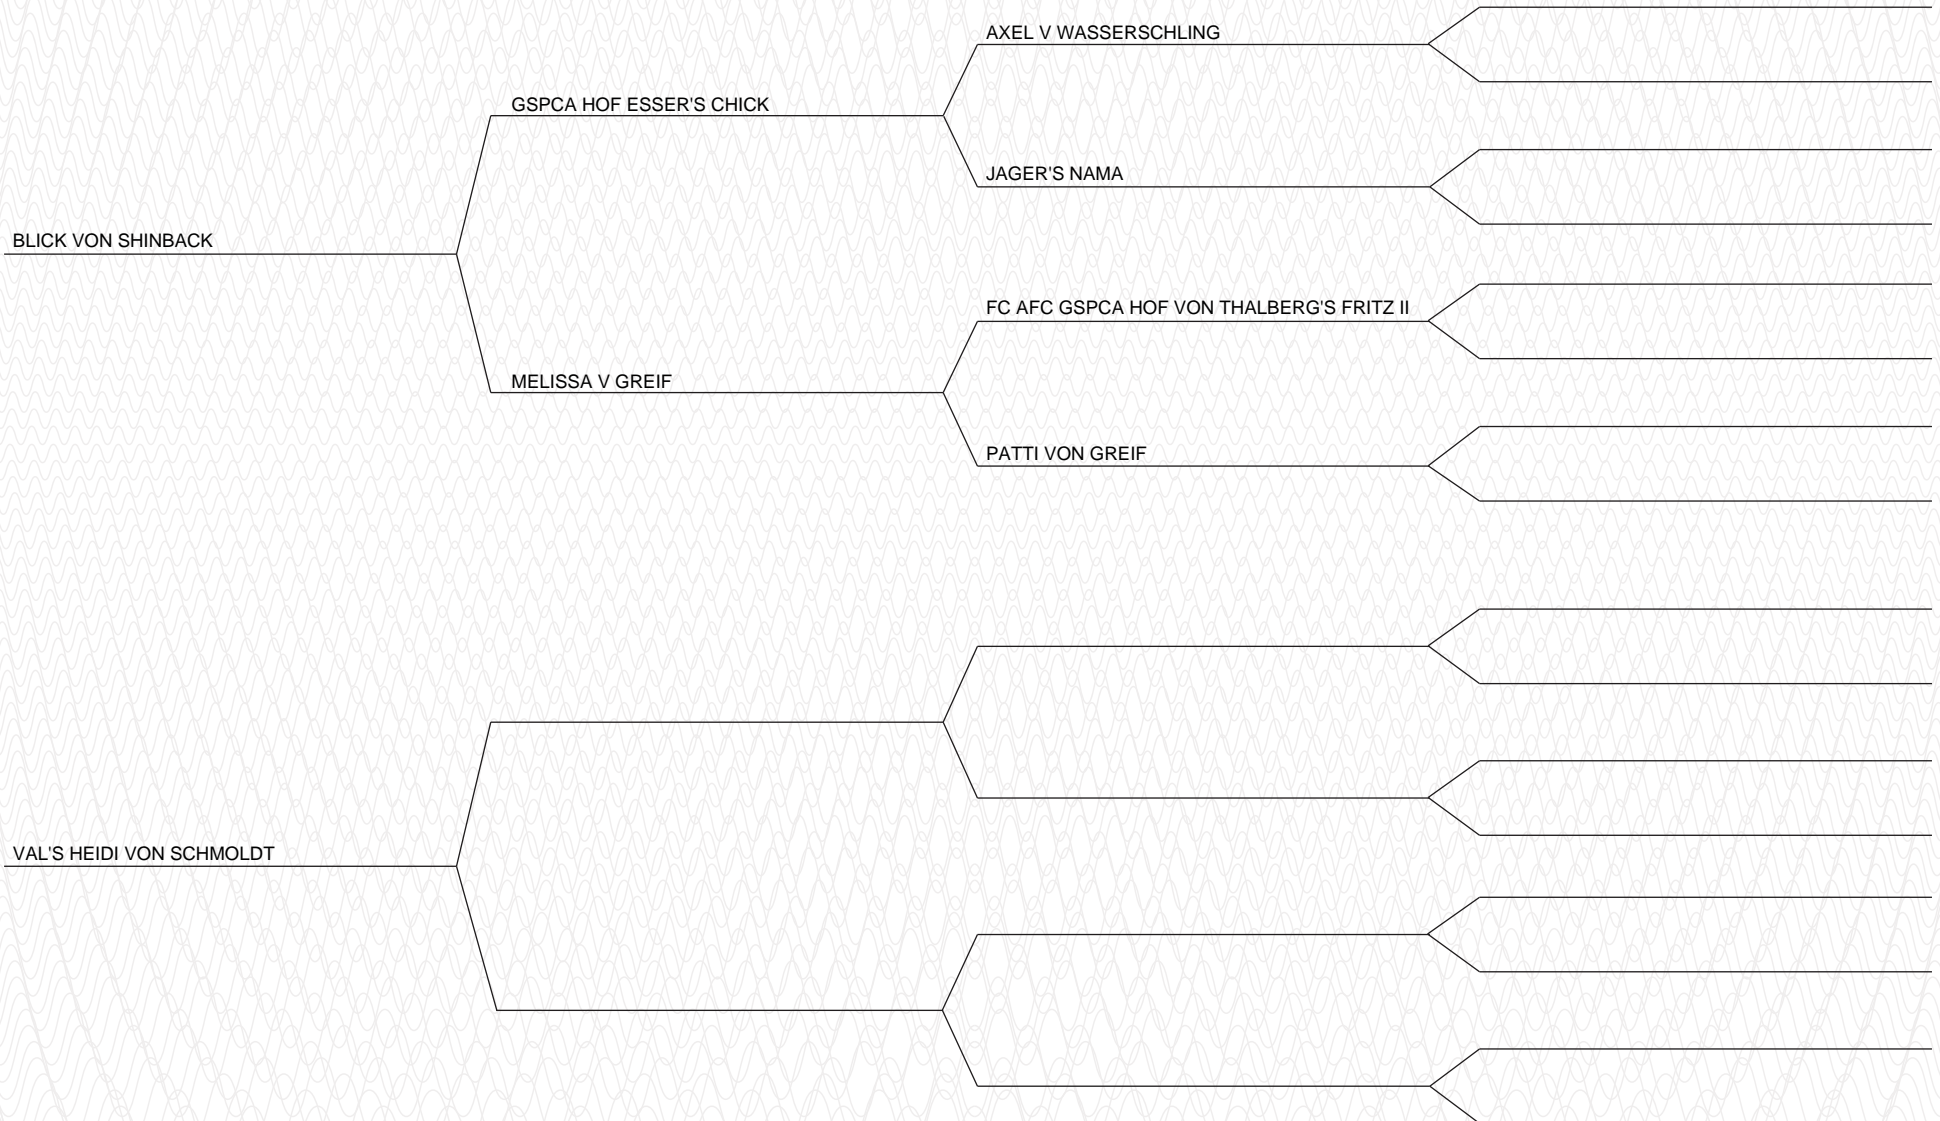 AXEL V WASSERSCHLING
GSPCA HOF ESSER'S CHICK
JAGER'S NAMA
BLICK VON SHINBACK
FC AFC GSPCA HOF VON THALBERG'S FRITZ II
MELISSA V GREIF
PATTI VON GREIF
VAL'S HEIDI VON SCHMOLDT